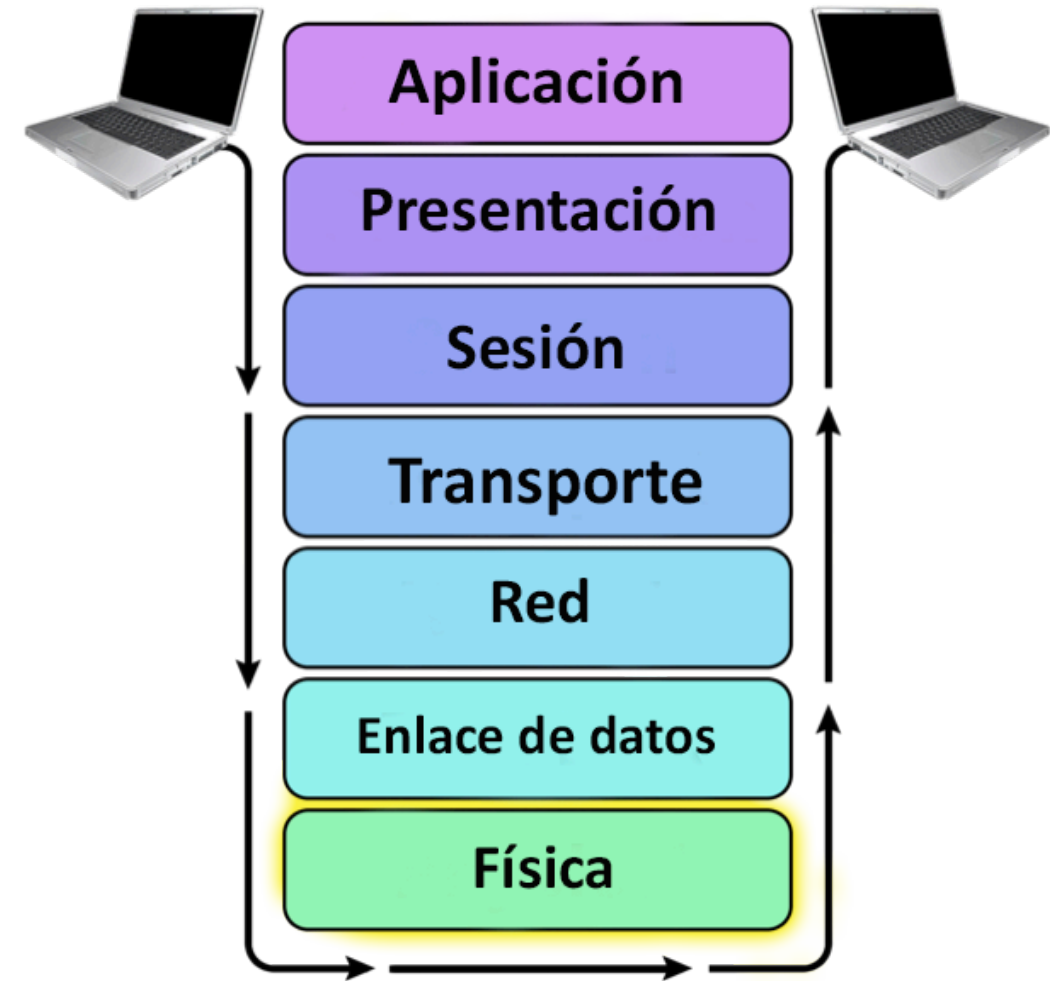 Aplicación
Presentación
Sesión
Transporte
Red
Enlace de datos
Física